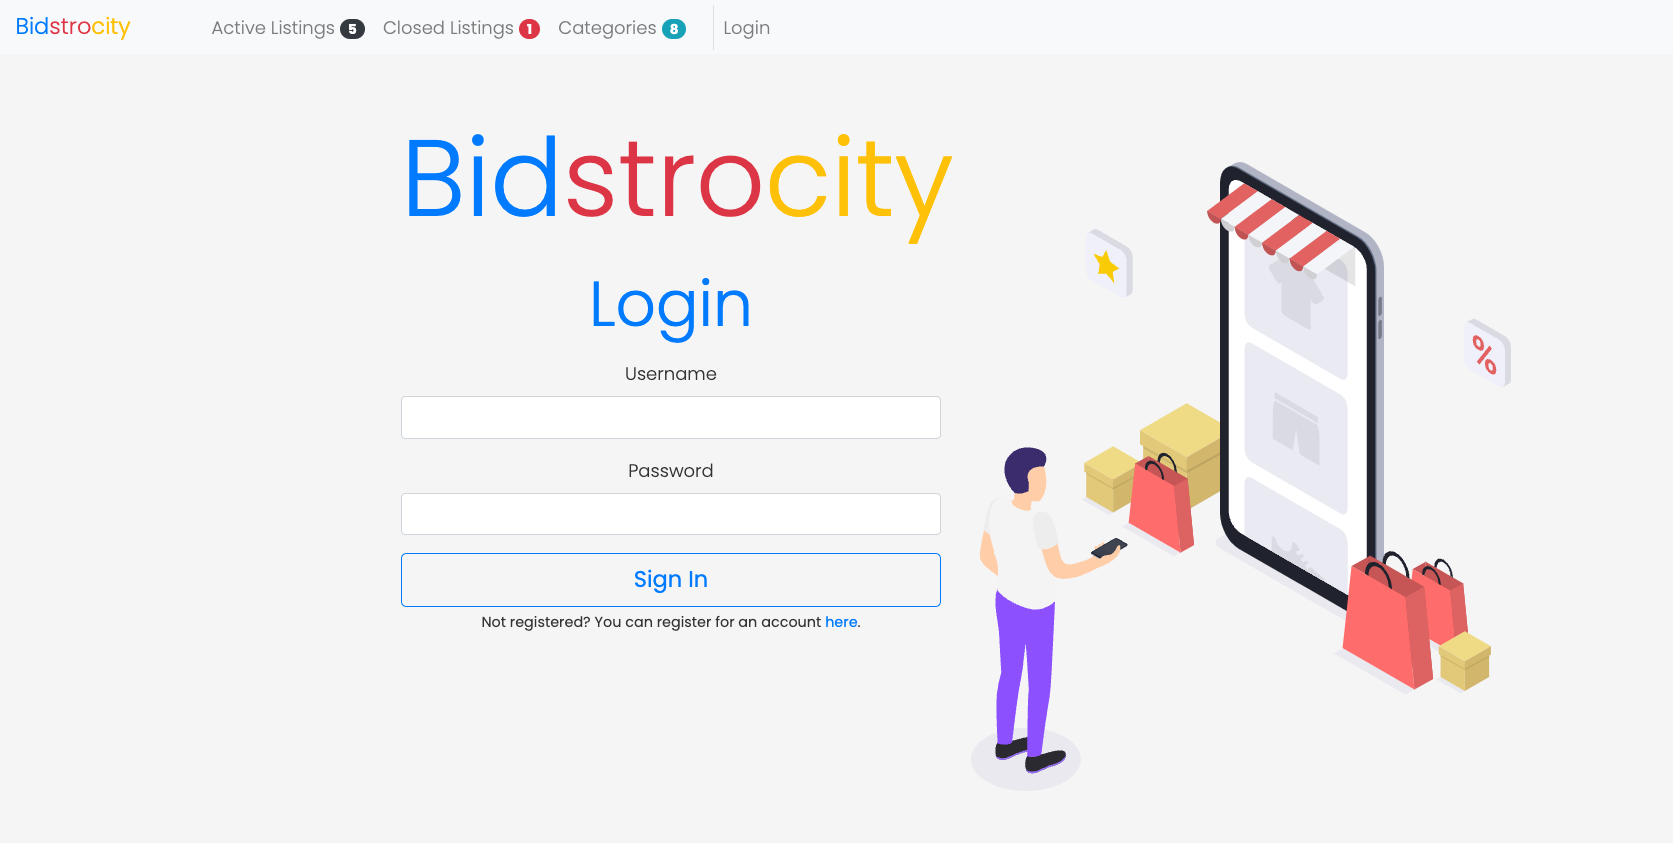 Bidstrocity Active Listings 5 Closed Listings 1 Categories 8 Login
Bidstrocity
Login
Username
Password
Sign In
Not registered? You can register for an account here.
%